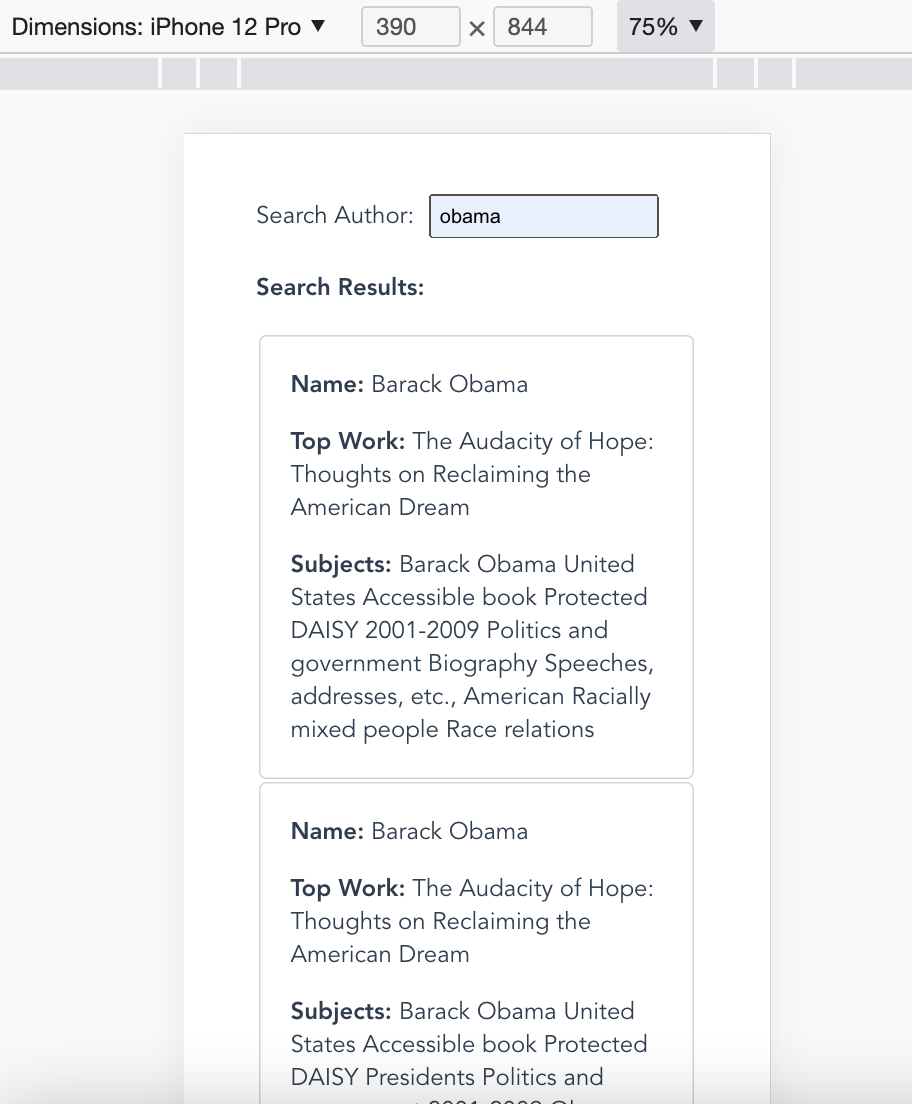 Dimensions: iPhone 12 Pro ▼ 390 × 844 75% ▼
Search Author: obama
Search Results:
Name: Barack Obama
Top Work: The Audacity of Hope:
Thoughts on Reclaiming the
American Dream
Subjects: Barack Obama United
States Accessible book Protected
DAISY 2001-2009 Politics and
government Biography Speeches,
addresses, etc., American Racially
mixed people Race relations
Name: Barack Obama
Top Work: The Audacity of Hope:
Thoughts on Reclaiming the
American Dream
Subjects: Barack Obama United
States Accessible book Protected
DAISY Presidents Politics and